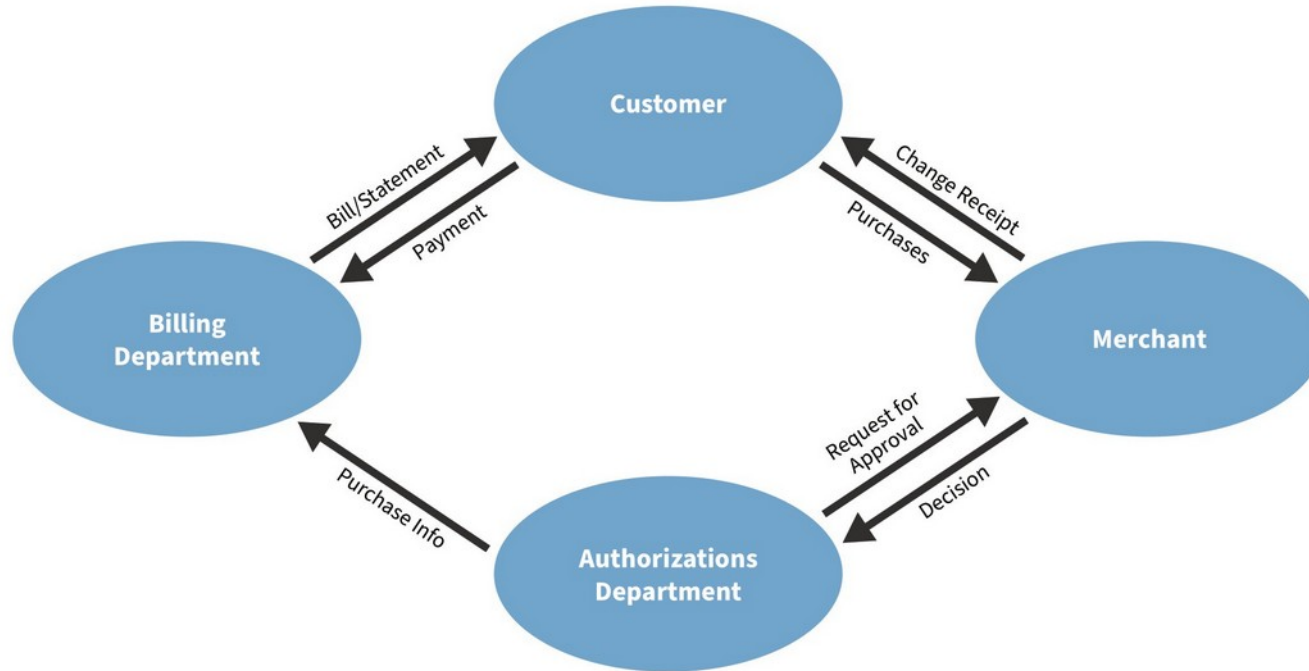 Customer
Bill/Statement
Payment
Change Receipt
Purchases
Billing
Department
Merchant
Request for
Approval
Decision
Purchase Info
Authorizations
Department